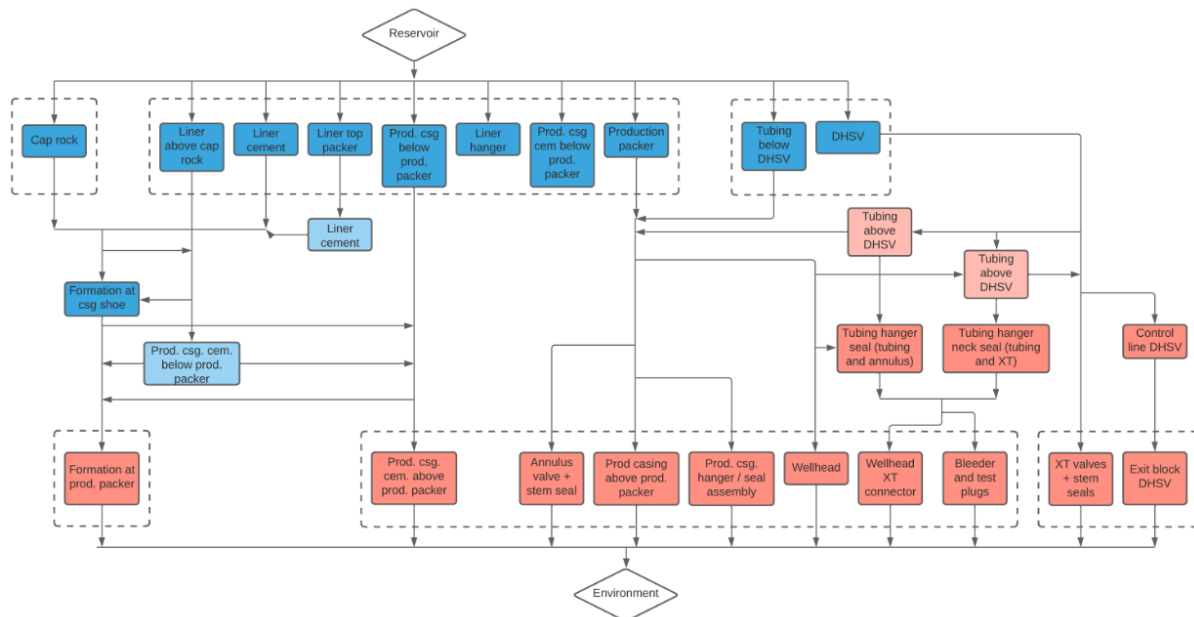 Reservoir
Cap rock
Liner
above cap
rock
Liner
cement
Liner top
packer
Prod. csg
below
prod.
packer
Liner
hanger
Prod. csg
cem below
prod.
packer
Production
packer
Tubing
below
DHSV
DHSV
Liner
cement
Tubing
above
DHSV
Tubing
above
DHSV
Formation at
csg shoe
Prod. csg. cem.
below prod.
packer
Tubing hanger
seal (tubing
and annulus)
Tubing hanger
neck seal (tubing
and XT)
Control
line DHSV
Formation at
prod. packer
Prod. csg.
cem. above
prod. packer
Annulus
valve +
stem seal
Prod casing
above prod.
packer
Prod. csg.
hanger / seal
assembly
Wellhead
Wellhead
XT
connector
Bleeder
and test
plugs
XT valves
+ stem
seals
Exit block
DHSV
Environment